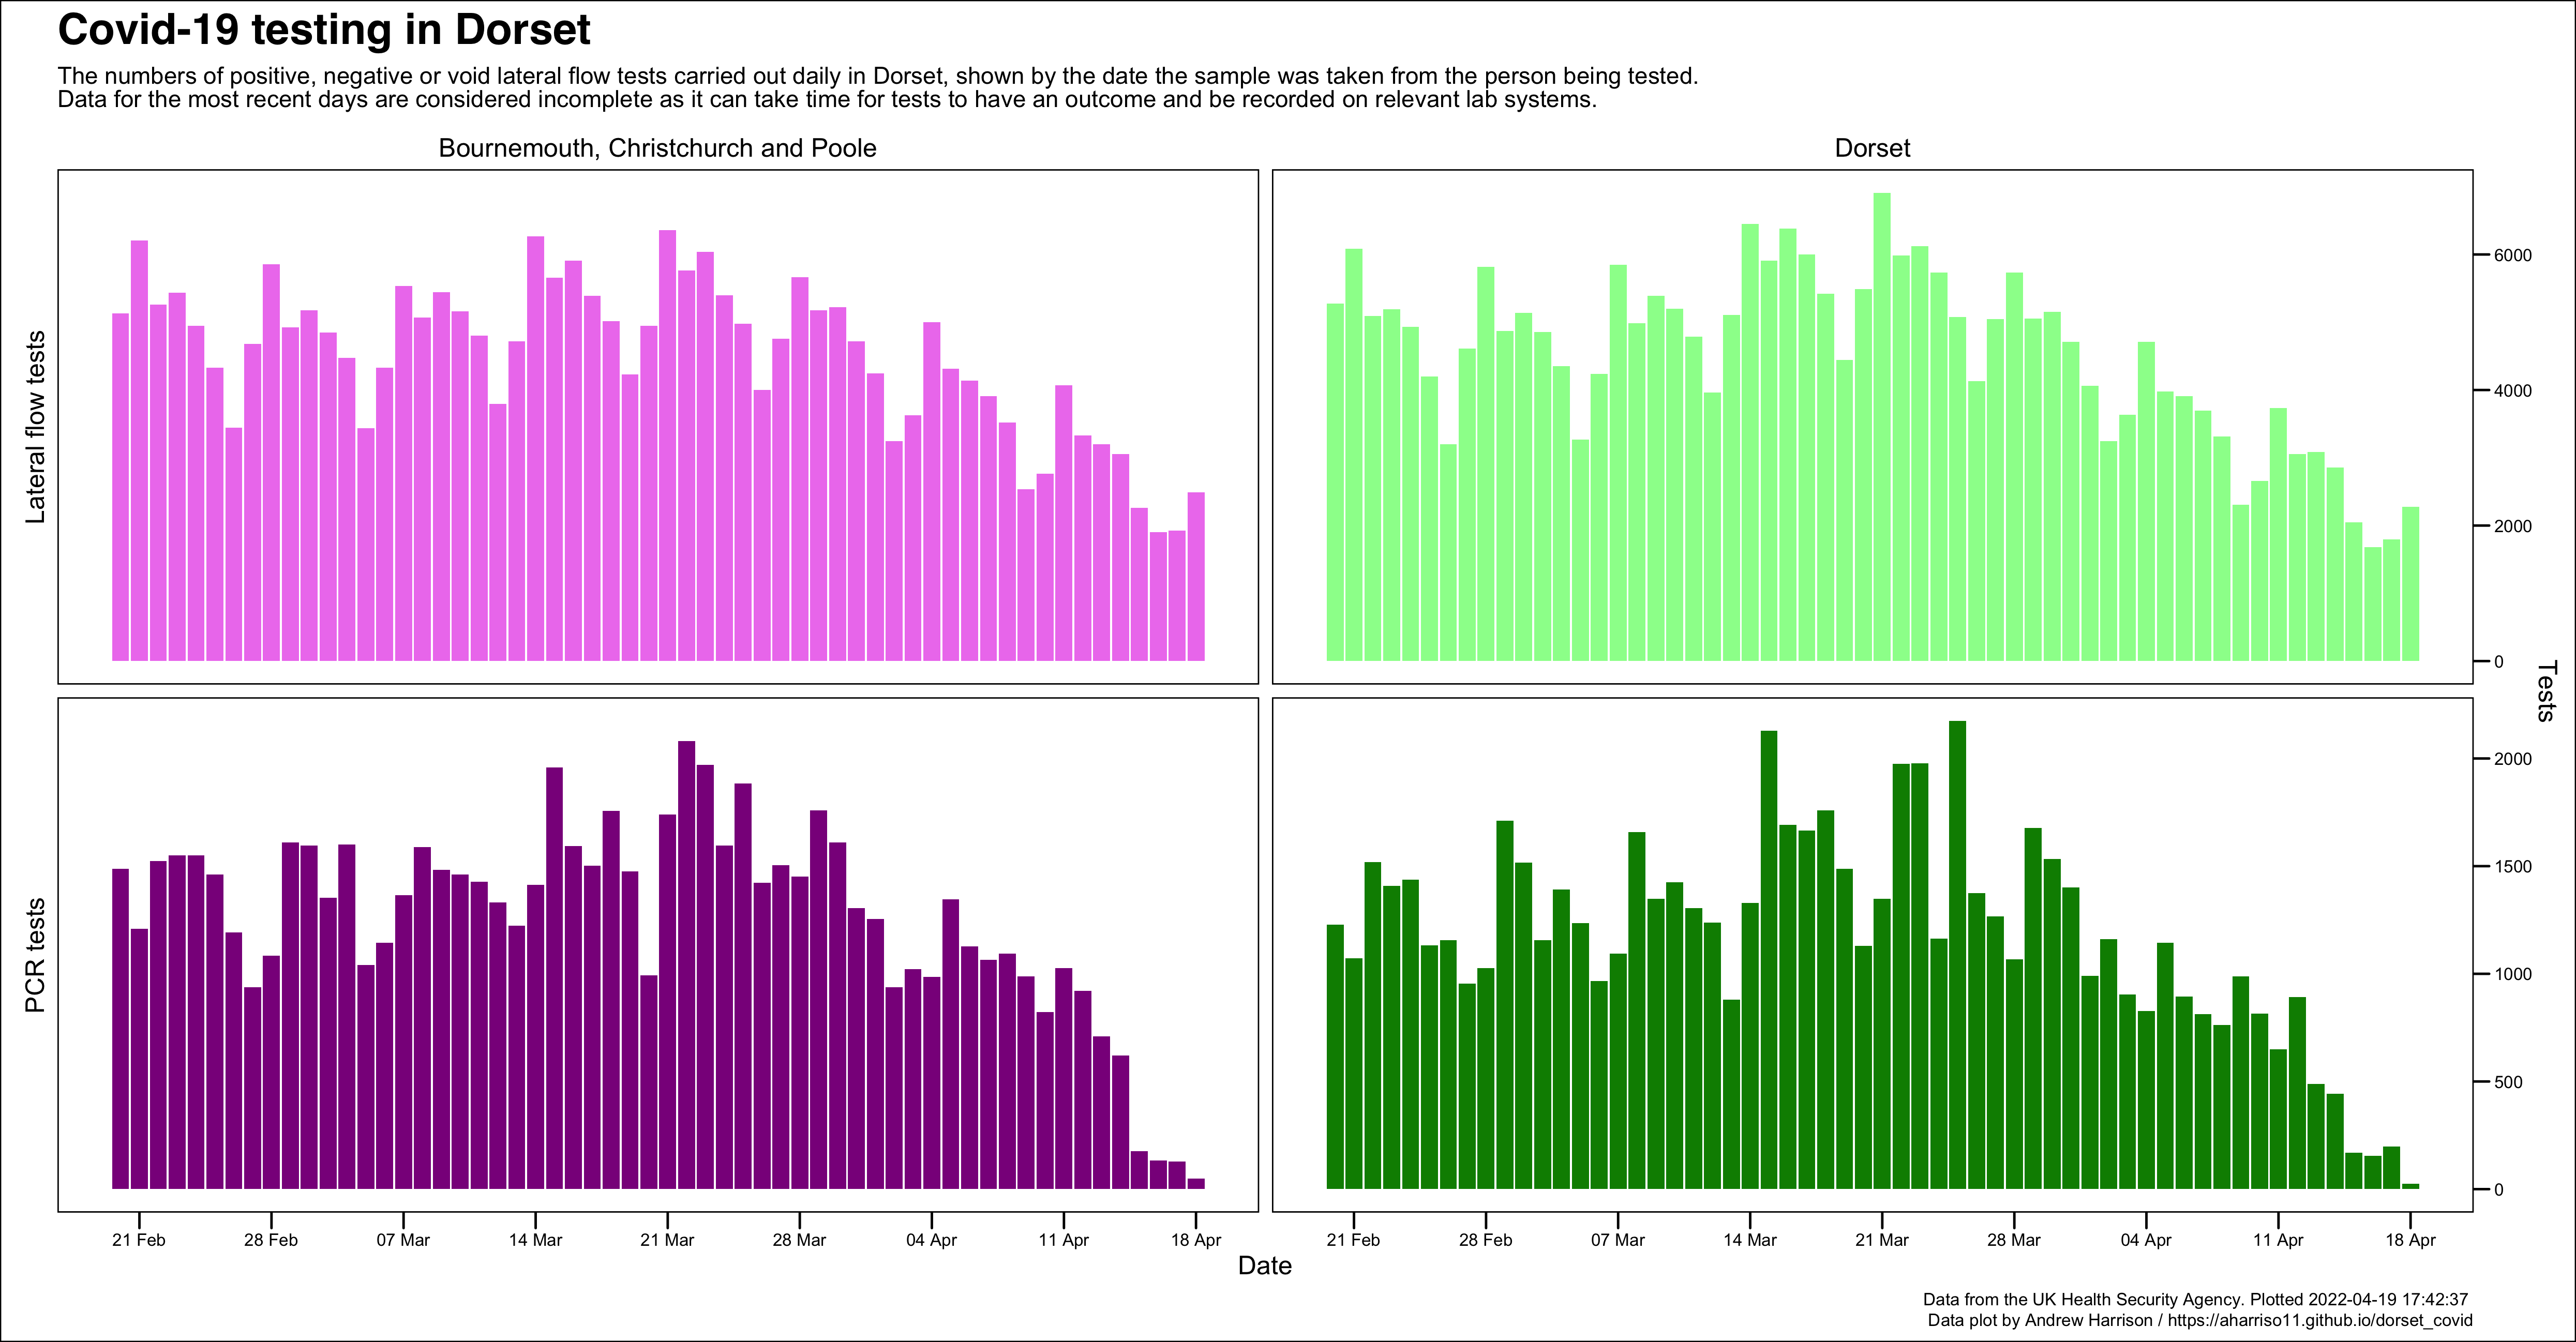 Covid-19 testing in Dorset
The numbers of positive, negative or void lateral flow tests carried out daily in Dorset, shown by the date the sample was taken from the person being tested.
Data for the most recent days are considered incomplete as it can take time for tests to have an outcome and be recorded on relevant lab systems.
Bournemouth, Christchurch and Poole
Dorset
Lateral flow tests
6000
4000
2000
0
Tests
PCR tests
2000
1500
1000
500
0
21 Feb 28 Feb 07 Mar 14 Mar 21 Mar 28 Mar 04 Apr 11 Apr 18 Apr
21 Feb 28 Feb 07 Mar 14 Mar 21 Mar 28 Mar 04 Apr 11 Apr 18 Apr
Date
Data from the UK Health Security Agency. Plotted 2022-04-19 17:42:37
Data plot by Andrew Harrison / https://aharriso11.github.io/dorset_covid